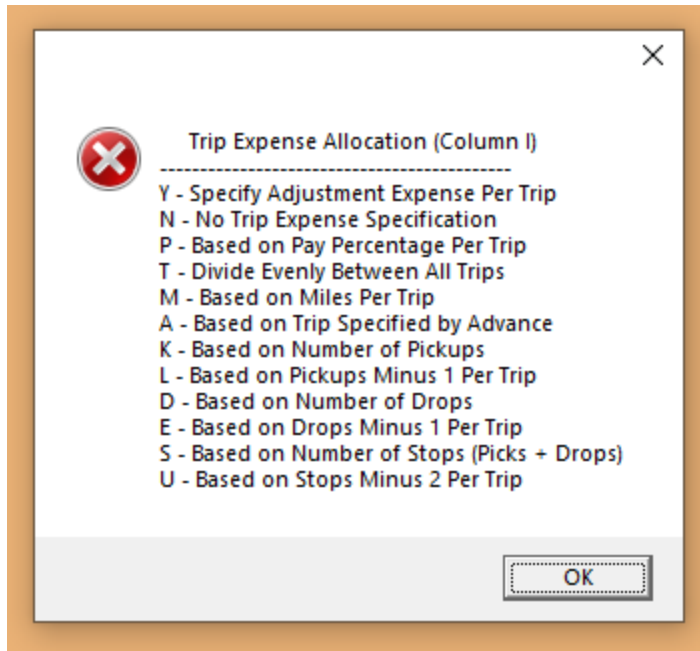 Trip Expense Allocation (Column I)
--------------------------------------------
Y - Specify Adjustment Expense Per Trip
N - No Trip Expense Specification
P - Based on Pay Percentage Per Trip
T - Divide Evenly Between All Trips
M - Based on Miles Per Trip
A - Based on Trip Specified by Advance
K - Based on Number of Pickups
L - Based on Pickups Minus 1 Per Trip
D - Based on Number of Drops
E - Based on Drops Minus 1 Per Trip
S - Based on Number of Stops (Picks + Drops)
U - Based on Stops Minus 2 Per Trip
OK